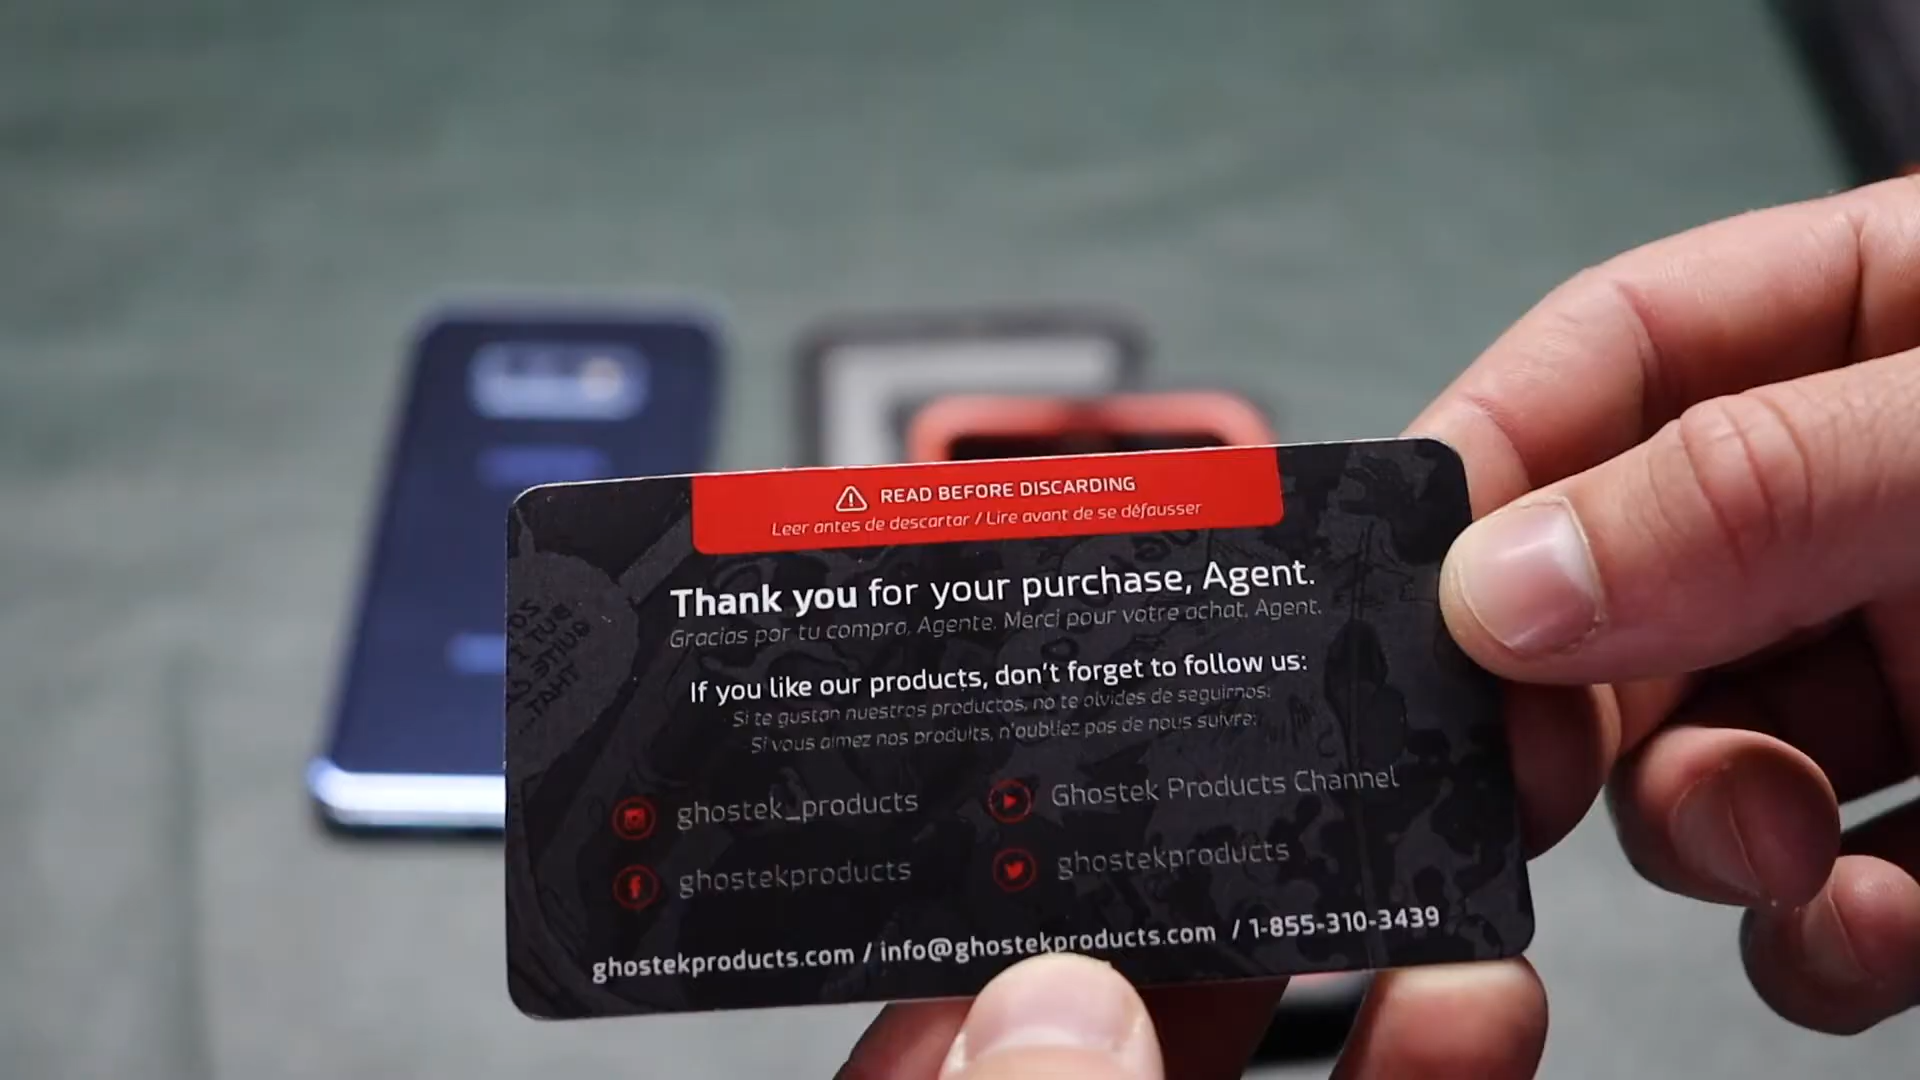 READ BEFORE DISCARDING
Leer antes de descartar / Lire avant de se défausser
Thank you for your purchase, Agent.
Gracias por tu compra, Agente. Merci pour votre achat, Agent.
If you like our products, don't forget to follow us:
Si te gustan nuestros productos, no te olvides de seguirnos:
Si vous aimez nos produits, n'oubliez pas de nous suivre:
ghostek_products
Ghostek Products Channel
ghostekproducts
ghostekproducts
ghostekproducts.com / info@ghostekproducts.com / 1-855-310-3439